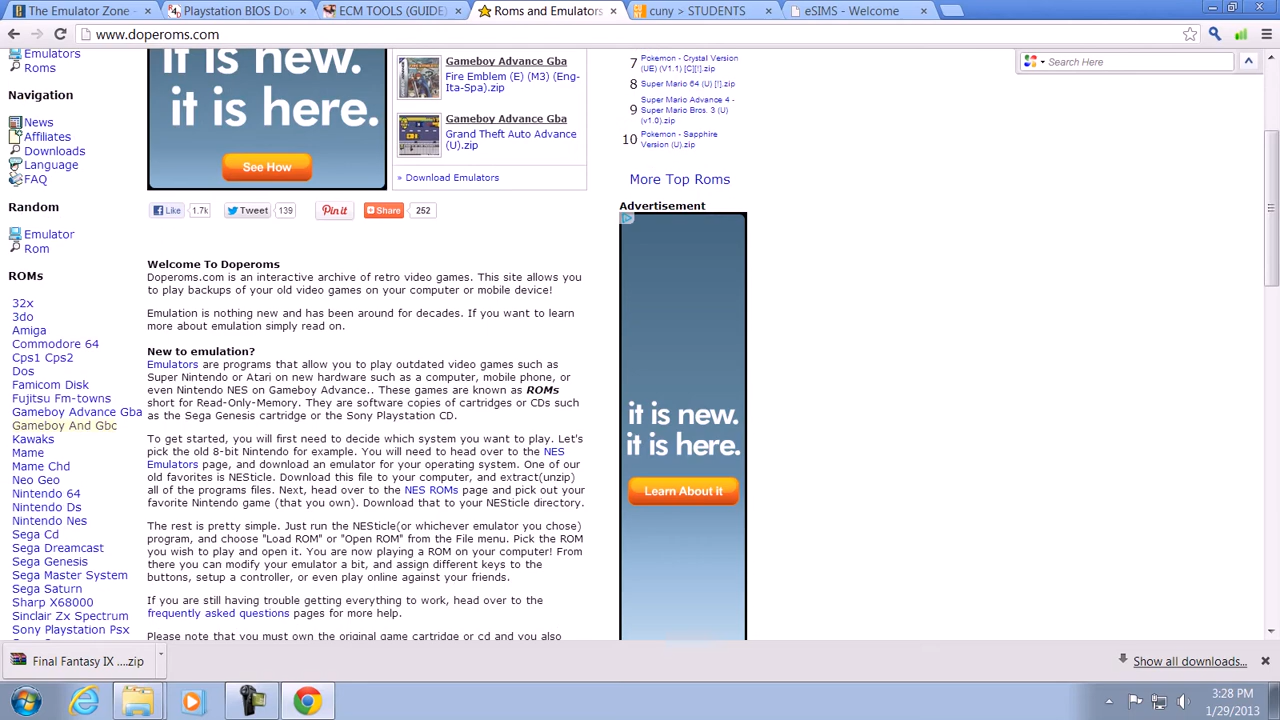 The Emulator Zone -
Playstation BIOS Dov
ECM TOOLS (GUIDE)
Roms and Emulators
cuny > STUDENTS
eSIMS - Welcome
www.doperoms.com
Search Here
Emulators
Roms
Navigation
News
Affiliates
Downloads
Language
FAQ
Random
Emulator
Rom
ROMs
32x
3do
Amiga
Commodore 64
Cps1 Cps2
Dos
Famicom Disk
Fujitsu Fm-towns
Gameboy Advance Gba
Gameboy And Gbc
Kawaks
Mame
Mame Chd
Neo Geo
Nintendo 64
Nintendo Ds
Nintendo Nes
Sega Cd
Sega Dreamcast
Sega Genesis
Sega Master System
Sega Saturn
Sharp X68000
Sinclair Zx Spectrum
Sony Playstation Psx
it is new.
it is here.
See How
Gameboy Advance Gba
Fire Emblem (E) (M3) (Eng-
Ita-Spa).zip
Gameboy Advance Gba
Grand Theft Auto Advance
(U).zip
» Download Emulators
Like 1.7k
Tweet 139
Pin it
Share 252
Welcome To Doperoms
Doperoms.com is an interactive archive of retro video games. This site allows you
to play backups of your old video games on your computer or mobile device!
Emulation is nothing new and has been around for decades. If you want to learn
more about emulation simply read on.
New to emulation?
Emulators are programs that allow you to play outdated video games such as
Super Nintendo or Atari on new hardware such as a computer, mobile phone, or
even Nintendo NES on Gameboy Advance.. These games are known as ROMs
short for Read-Only-Memory. They are software copies of cartridges or CDs such
as the Sega Genesis cartridge or the Sony Playstation CD.
To get started, you will first need to decide which system you want to play. Let's
pick the old 8-bit Nintendo for example. You will need to head over to the NES
Emulators page, and download an emulator for your operating system. One of our
old favorites is NESticle. Download this file to your computer, and extract(unzip)
all of the programs files. Next, head over to the NES ROMs page and pick out your
favorite Nintendo game (that you own). Download that to your NESticle directory.
The rest is pretty simple. Just run the NESticle(or whichever emulator you chose)
program, and choose "Load ROM" or "Open ROM" from the File menu. Pick the ROM
you wish to play and open it. You are now playing a ROM on your computer! From
there you can modify your emulator a bit, and assign different keys to the
buttons, setup a controller, or even play online against your friends.
If you are still having trouble getting everything to work, head over to the
frequently asked questions pages for more help.
Please note that you must own the original game cartridge or cd and you also
7 Pokemon - Crystal Version
(UE) (V1.1) [C][!].zip
8 Super Mario 64 (U) [!].zip
9 Super Mario Advance 4 -
Super Mario Bros. 3 (U)
(v1.0).zip
10 Pokemon - Sapphire
Version (U).zip
More Top Roms
Advertisement
it is new.
it is here.
Learn About it
Final Fantasy IX ....zip
Show all downloads...
3:28 PM
1/29/2013